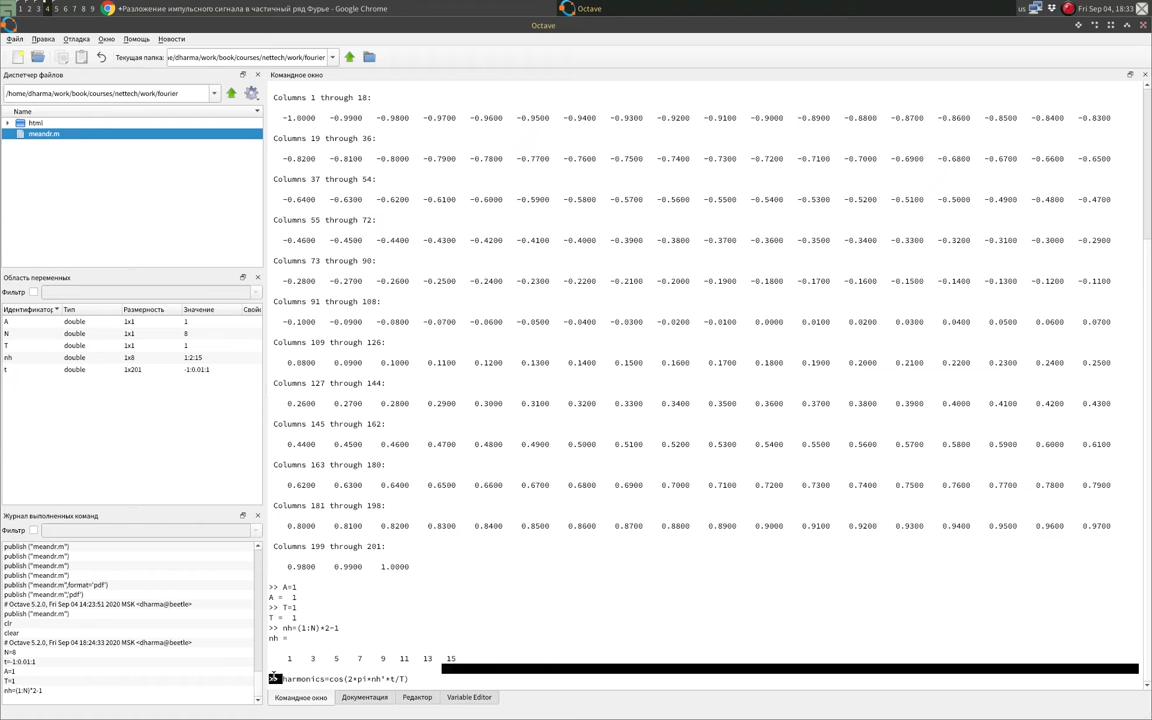 1 2 3 4 5 6 7 8 9 +Разложение импульсного сигнала в частичный ряд Фурье - Google Chrome Octave us Fri Sep 04, 18:33
Octave
Файл Правка Отладка Окно Помощь Новости
Текущая папка: ıe/dharma/work/book/courses/nettech/work/fourier
Диспетчер файлов
/home/dharma/work/book/courses/nettech/work/fourier
Name
html
meandr.m
Область переменных
Фильтр
Идентификатор Тип Размерность Значение Свойс
A double 1x1 1
N double 1x1 8
T double 1x1 1
nh double 1x8 1:2:15
t double 1x201 -1:0.01:1
Журнал выполненных команд
Фильтр
publish ("meandr.m")
publish ("meandr.m")
publish ("meandr.m")
publish ("meandr.m")
publish ("meandr.m",format='pdf')
publish ("meandr.m",'pdf')
# Octave 5.2.0, Fri Sep 04 14:23:51 2020 MSK <dharma@beetle>
publish ("meandr.m")
clr
clear
# Octave 5.2.0, Fri Sep 04 18:24:33 2020 MSK <dharma@beetle>
N=8
t=-1:0.01:1
A=1
T=1
nh=(1:N)*2-1
Командное окно
Columns 1 through 18:
-1.0000 -0.9900 -0.9800 -0.9700 -0.9600 -0.9500 -0.9400 -0.9300 -0.9200 -0.9100 -0.9000 -0.8900 -0.8800 -0.8700 -0.8600 -0.8500 -0.8400 -0.8300
Columns 19 through 36:
-0.8200 -0.8100 -0.8000 -0.7900 -0.7800 -0.7700 -0.7600 -0.7500 -0.7400 -0.7300 -0.7200 -0.7100 -0.7000 -0.6900 -0.6800 -0.6700 -0.6600 -0.6500
Columns 37 through 54:
-0.6400 -0.6300 -0.6200 -0.6100 -0.6000 -0.5900 -0.5800 -0.5700 -0.5600 -0.5500 -0.5400 -0.5300 -0.5200 -0.5100 -0.5000 -0.4900 -0.4800 -0.4700
Columns 55 through 72:
-0.4600 -0.4500 -0.4400 -0.4300 -0.4200 -0.4100 -0.4000 -0.3900 -0.3800 -0.3700 -0.3600 -0.3500 -0.3400 -0.3300 -0.3200 -0.3100 -0.3000 -0.2900
Columns 73 through 90:
-0.2800 -0.2700 -0.2600 -0.2500 -0.2400 -0.2300 -0.2200 -0.2100 -0.2000 -0.1900 -0.1800 -0.1700 -0.1600 -0.1500 -0.1400 -0.1300 -0.1200 -0.1100
Columns 91 through 108:
-0.1000 -0.0900 -0.0800 -0.0700 -0.0600 -0.0500 -0.0400 -0.0300 -0.0200 -0.0100 0.0000 0.0100 0.0200 0.0300 0.0400 0.0500 0.0600 0.0700
Columns 109 through 126:
0.0800 0.0900 0.1000 0.1100 0.1200 0.1300 0.1400 0.1500 0.1600 0.1700 0.1800 0.1900 0.2000 0.2100 0.2200 0.2300 0.2400 0.2500
Columns 127 through 144:
0.2600 0.2700 0.2800 0.2900 0.3000 0.3100 0.3200 0.3300 0.3400 0.3500 0.3600 0.3700 0.3800 0.3900 0.4000 0.4100 0.4200 0.4300
Columns 145 through 162:
0.4400 0.4500 0.4600 0.4700 0.4800 0.4900 0.5000 0.5100 0.5200 0.5300 0.5400 0.5500 0.5600 0.5700 0.5800 0.5900 0.6000 0.6100
Columns 163 through 180:
0.6200 0.6300 0.6400 0.6500 0.6600 0.6700 0.6800 0.6900 0.7000 0.7100 0.7200 0.7300 0.7400 0.7500 0.7600 0.7700 0.7800 0.7900
Columns 181 through 198:
0.8000 0.8100 0.8200 0.8300 0.8400 0.8500 0.8600 0.8700 0.8800 0.8900 0.9000 0.9100 0.9200 0.9300 0.9400 0.9500 0.9600 0.9700
Columns 199 through 201:
0.9800 0.9900 1.0000
>> A=1
A = 1
>> T=1
T = 1
>> nh=(1:N)*2-1
nh =
1 3 5 7 9 11 13 15
harmonics=cos(2*pi*nh'*t/T)
Командное окно Документация Редактор Variable Editor